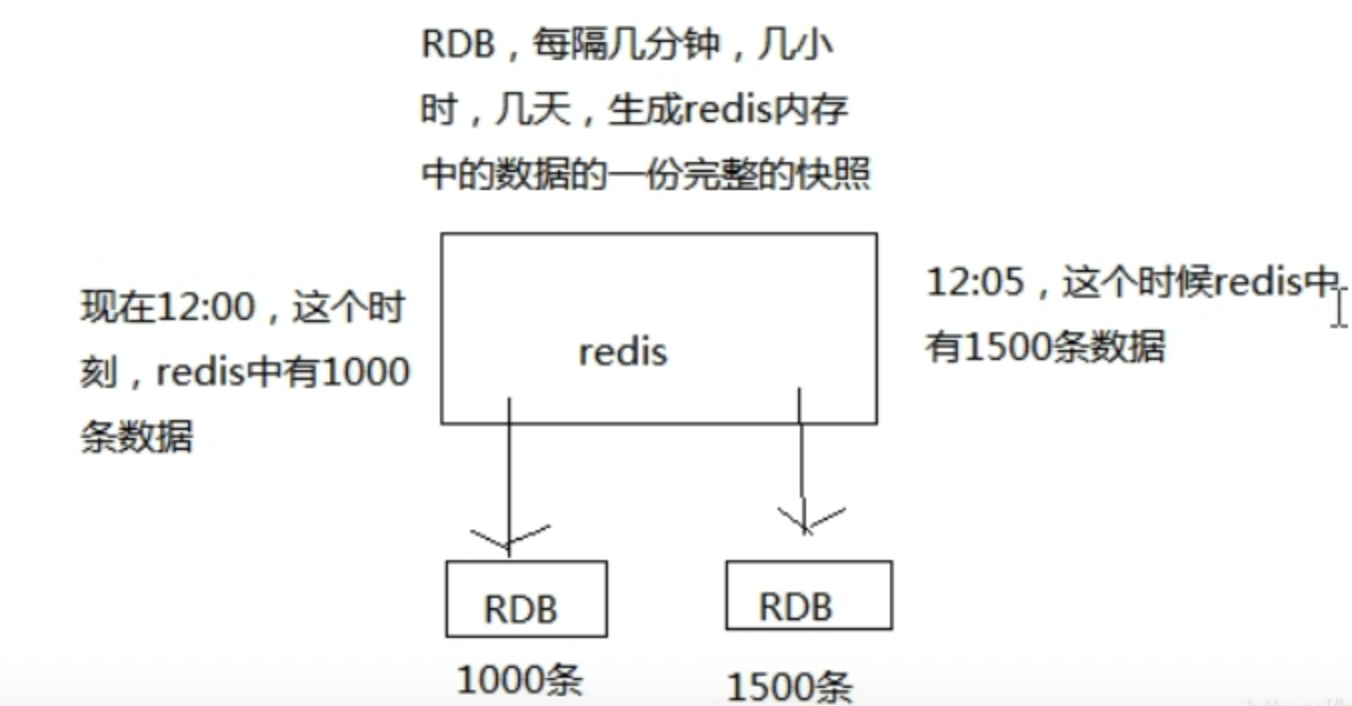 RDB，每隔几分钟，几小
时，几天，生成redis内存
中的数据的一份完整的快照
现在12:00，这个时
刻，redis中有1000
条数据
redis
12:05，这个时候redis中
有1500条数据
RDB
1000条
RDB
1500条